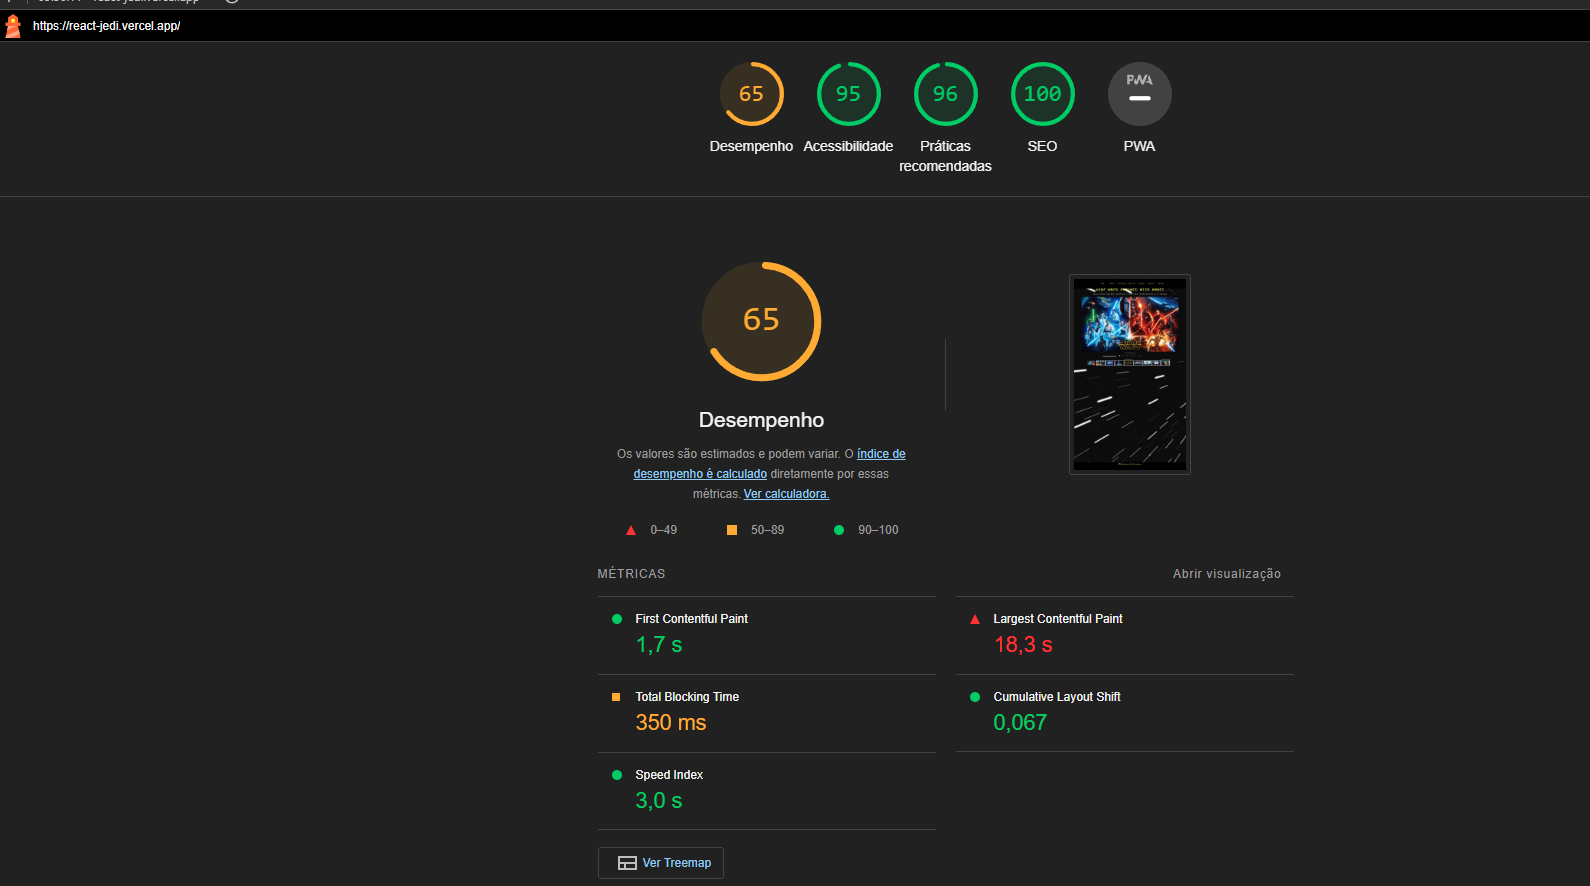 https://react-jedi.vercel.app/
65
95
96
100
PWA
Desempenho
Acessibilidade
Práticas
recomendadas
SEO
PWA
65
Desempenho
Os valores são estimados e podem variar. O índice de
desempenho é calculado diretamente por essas
métricas. Ver calculadora.
0–49
50–89
90–100
MÉTRICAS
Abrir visualização
First Contentful Paint
1,7 s
Largest Contentful Paint
18,3 s
Total Blocking Time
350 ms
Cumulative Layout Shift
0,067
Speed Index
3,0 s
Ver Treemap